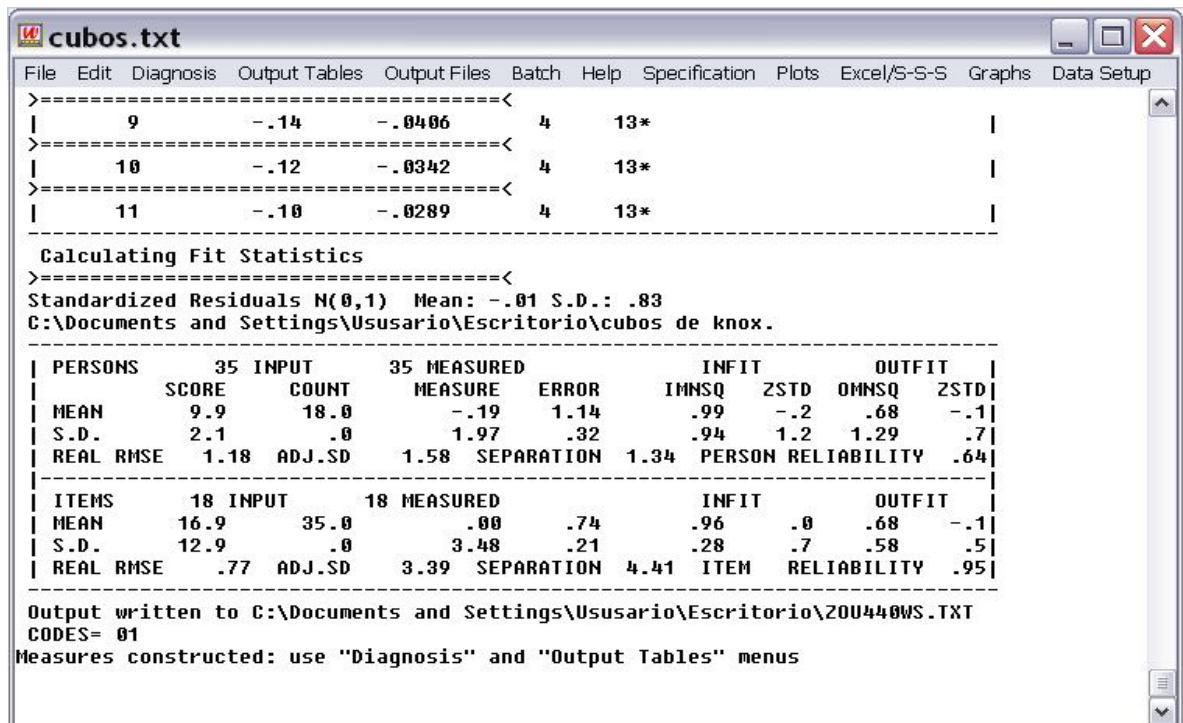 cubos.txt
File Edit Diagnosis Output Tables Output Files Batch Help Specification Plots Excel/S-S-S Graphs Data Setup
>=======================================<
| 9 -.14 -.0406 4 13* |
>=======================================<
| 10 -.12 -.0342 4 13* |
>=======================================<
| 11 -.10 -.0289 4 13* |
--------------------------------------------------------------------------------
Calculating Fit Statistics
>=======================================<
Standardized Residuals N(0,1) Mean: -.01 S.D.: .83
C:\Documents and Settings\Ususario\Escritorio\cubos de knox.
--------------------------------------------------------------------------------
| PERSONS 35 INPUT 35 MEASURED INFIT OUTFIT |
| SCORE COUNT MEASURE ERROR IMNSQ ZSTD OMNSQ ZSTD|
| MEAN 9.9 18.0 -.19 1.14 .99 -.2 .68 -.1|
| S.D. 2.1 .0 1.97 .32 .94 1.2 1.29 .7|
| REAL RMSE 1.18 ADJ.SD 1.58 SEPARATION 1.34 PERSON RELIABILITY .64|
|-----------------------------------------------------------------------------|
| ITEMS 18 INPUT 18 MEASURED INFIT OUTFIT |
| MEAN 16.9 35.0 .00 .74 .96 .0 .68 -.1|
| S.D. 12.9 .0 3.48 .21 .28 .7 .58 .5|
| REAL RMSE .77 ADJ.SD 3.39 SEPARATION 4.41 ITEM RELIABILITY .95|
--------------------------------------------------------------------------------
Output written to C:\Documents and Settings\Ususario\Escritorio\ZOU440WS.TXT
CODES= 01
Measures constructed: use "Diagnosis" and "Output Tables" menus